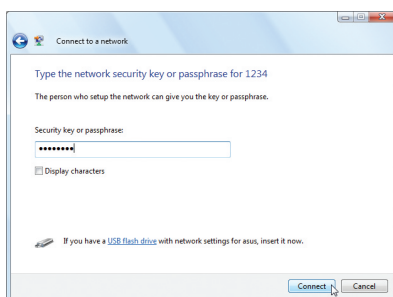 Connect to a network
Type the network security key or passphrase for 1234
The person who setup the network can give you the key or passphrase.
Security key or passphrase:
••••••••
Display characters
If you have a USB flash drive with network settings for asus, insert it now.
Connect Cancel